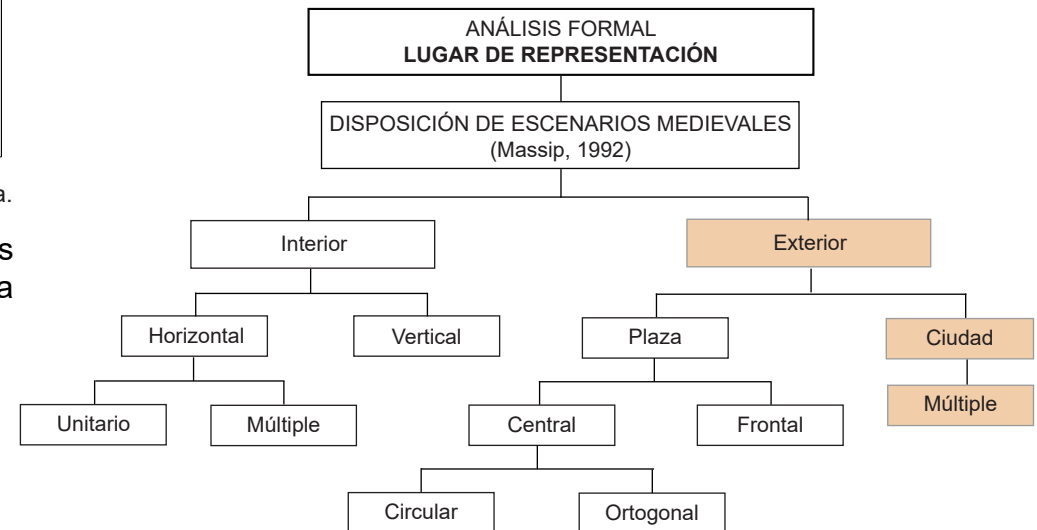 ANÁLISIS FORMAL
LUGAR DE REPRESENTACIÓN
DISPOSICIÓN DE ESCENARIOS MEDIEVALES
(Massip, 1992)
a.
s
a
Interior
Exterior
Horizontal
Vertical
Plaza
Ciudad
Unitario
Múltiple
Central
Frontal
Múltiple
Circular
Ortogonal